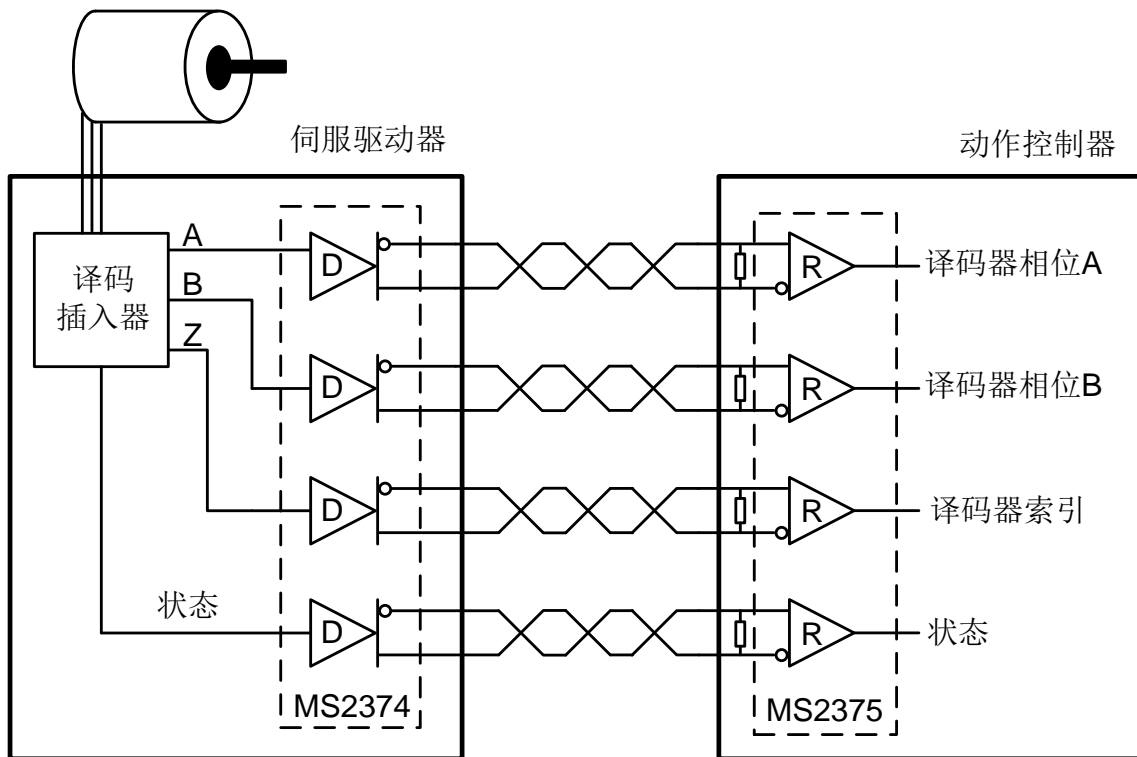 伺服驱动器
动作控制器
A
B
Z
译码
插入器
状态
D
D
D
D
MS2374
R
R
R
R
MS2375
译码器相位A
译码器相位B
译码器索引
状态